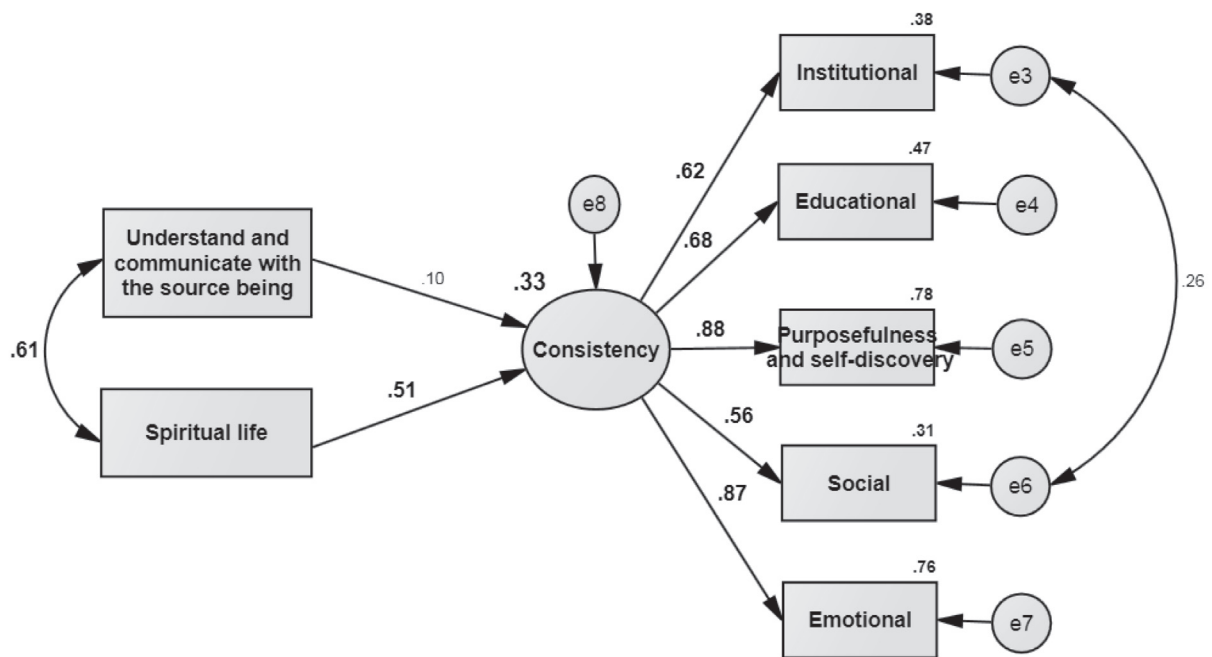 .38
Institutional
e3
.62
.47
Educational
e4
e8
.68
Understand and
communicate with
the source being
.10
.33
.26
.78
.61
Consistency
.88
Purposefulness
and self-discovery
e5
Spiritual life
.51
.56
.31
Social
e6
.87
.76
Emotional
e7